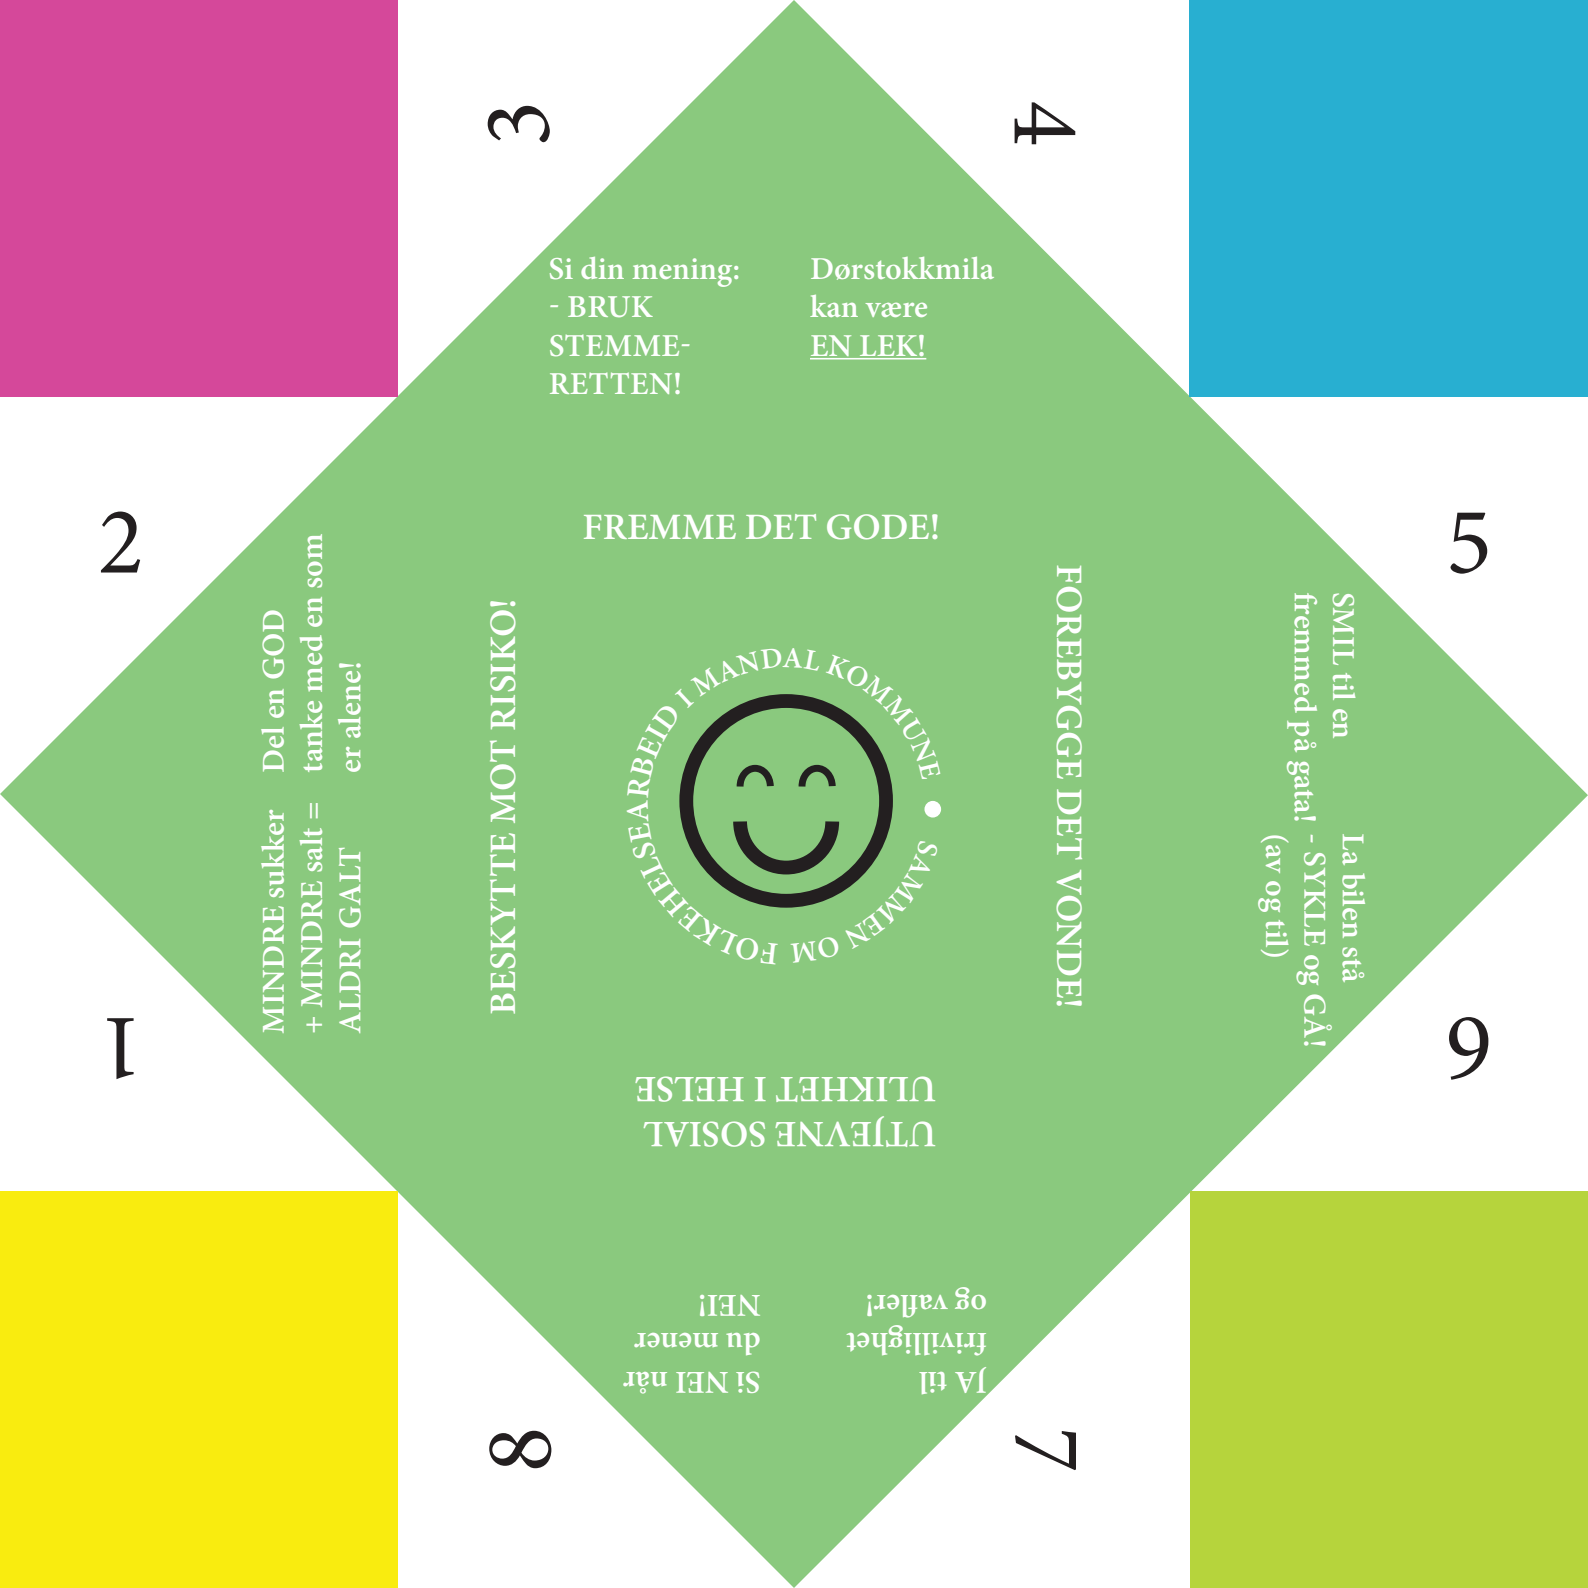 3
4
2
5
1
6
8
7
Si din mening:
- BRUK
STEMME-
RETTEN!
Dørstokkmila
kan være
EN LEK!
FREMME DET GODE!
Del en GOD
tanke med en som
er alene!
MINDRE sukker
+ MINDRE salt =
ALDRI GALT
BESKYTTE MOT RISIKO!
SAMMEN OM FOLKEHELSEARBEID I MANDAL KOMMUNE •
FOREBYGGE DET VONDE!
SMIL til en
fremmed på gata!
La bilen stå
- SYKLE og GÅ!
(av og til)
UTJEVNE SOSIAL
ULIKHET I HELSE
JA til
frivillighet
og vafler!
Si NEI når
du mener
NEI!